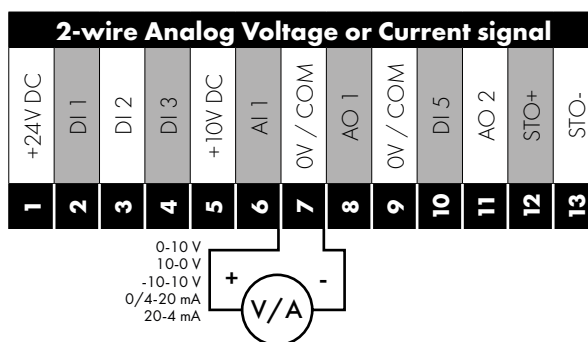 2-wire Analog Voltage or Current signal
+24V DC
DI 1
DI 2
DI 3
+10V DC
AI 1
0V / COM
AO 1
0V / COM
DI 5
AO 2
STO+
STO-
1
2
3
4
5
6
7
8
9
10
11
12
13
0-10 V
10-0 V
-10-10 V
0/4-20 mA
20-4 mA
+
V/A
-